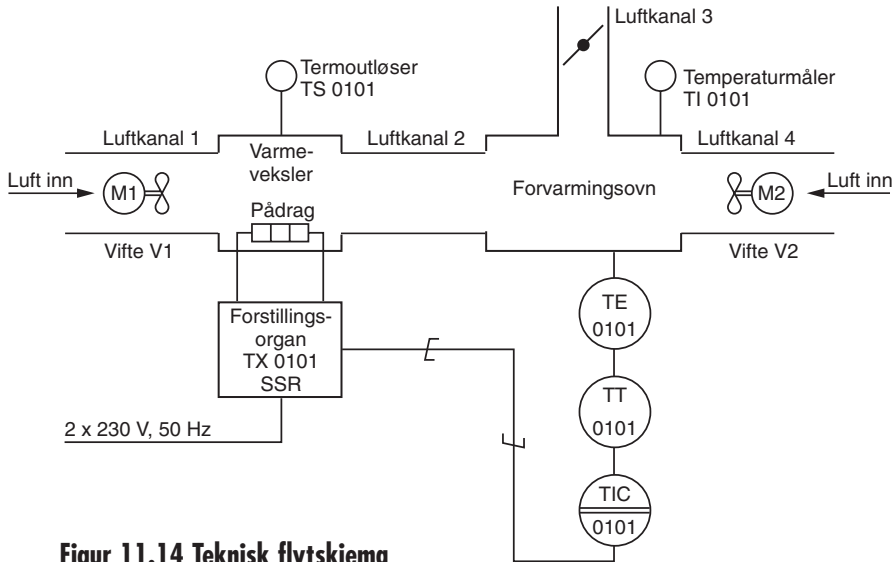 Luftkanal 3
Termoutløser
TS 0101
Temperaturmåler
TI 0101
Luftkanal 1
Luftkanal 2
Luftkanal 4
Varme-
veksler
Luft inn
M1
Forvarmingsovn
M2
Luft inn
Pådrag
Vifte V1
Vifte V2
Forstillings-
organ
TX 0101
SSR
TE
0101
TT
0101
2 x 230 V, 50 Hz
TIC
0101
Figur 11.14 Teknisk flytskjema